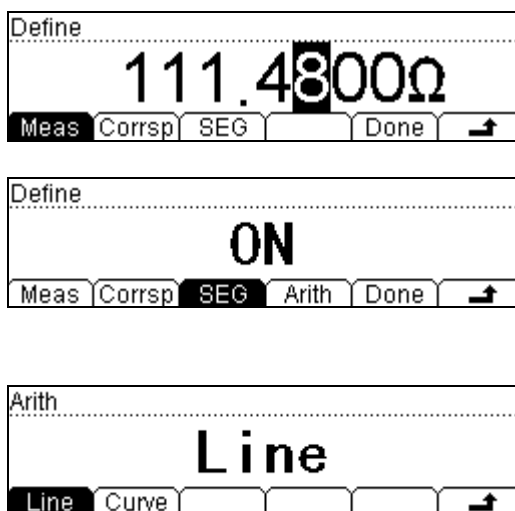 Define
111.4800Ω
Meas Corrsp SEG Done
Define
ON
Meas Corrsp SEG Arith Done
Arith
Line
Line Curve